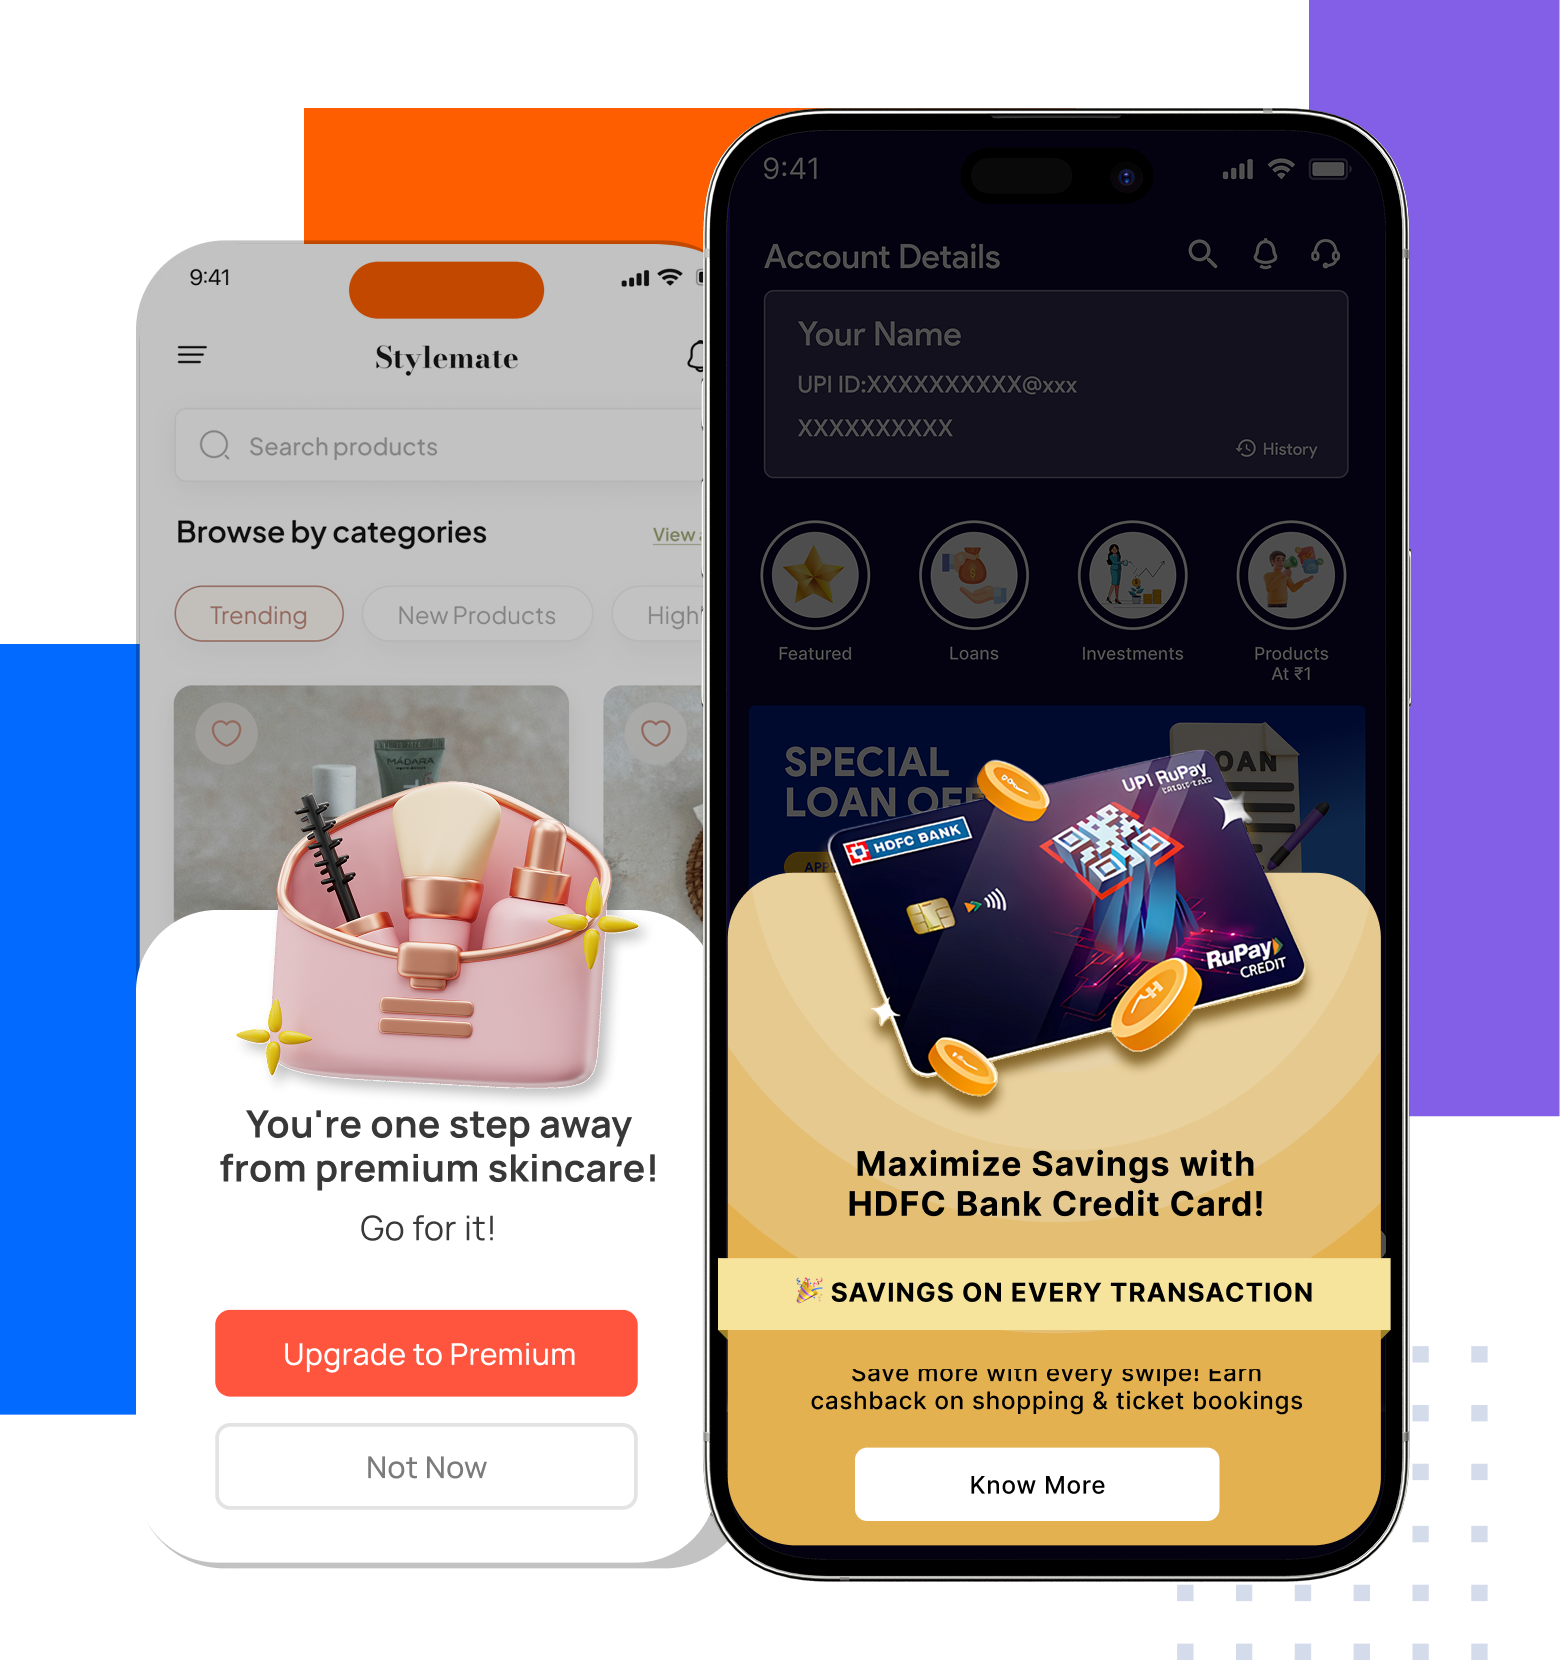 9:41
Stylemate
Search products
Browse by categories
View
Trending
New Products
High
MÁDARA
You're one step away
from premium skincare!
Go for it!
Upgrade to Premium
Not Now
9:41
Account Details
Your Name
UPI ID:XXXXXXXXXX@xxx
XXXXXXXXXX
History
Featured
Loans
Investments
Products
At ₹1
SPECIAL
LOAN OFF
APP
OAN
UPI RuPay
CREDIT CARD
HDFC BANK
RuPay
CREDIT
Maximize Savings with
HDFC Bank Credit Card!
🎉 SAVINGS ON EVERY TRANSACTION
Save more with every swipe! Earn
cashback on shopping & ticket bookings
Know More